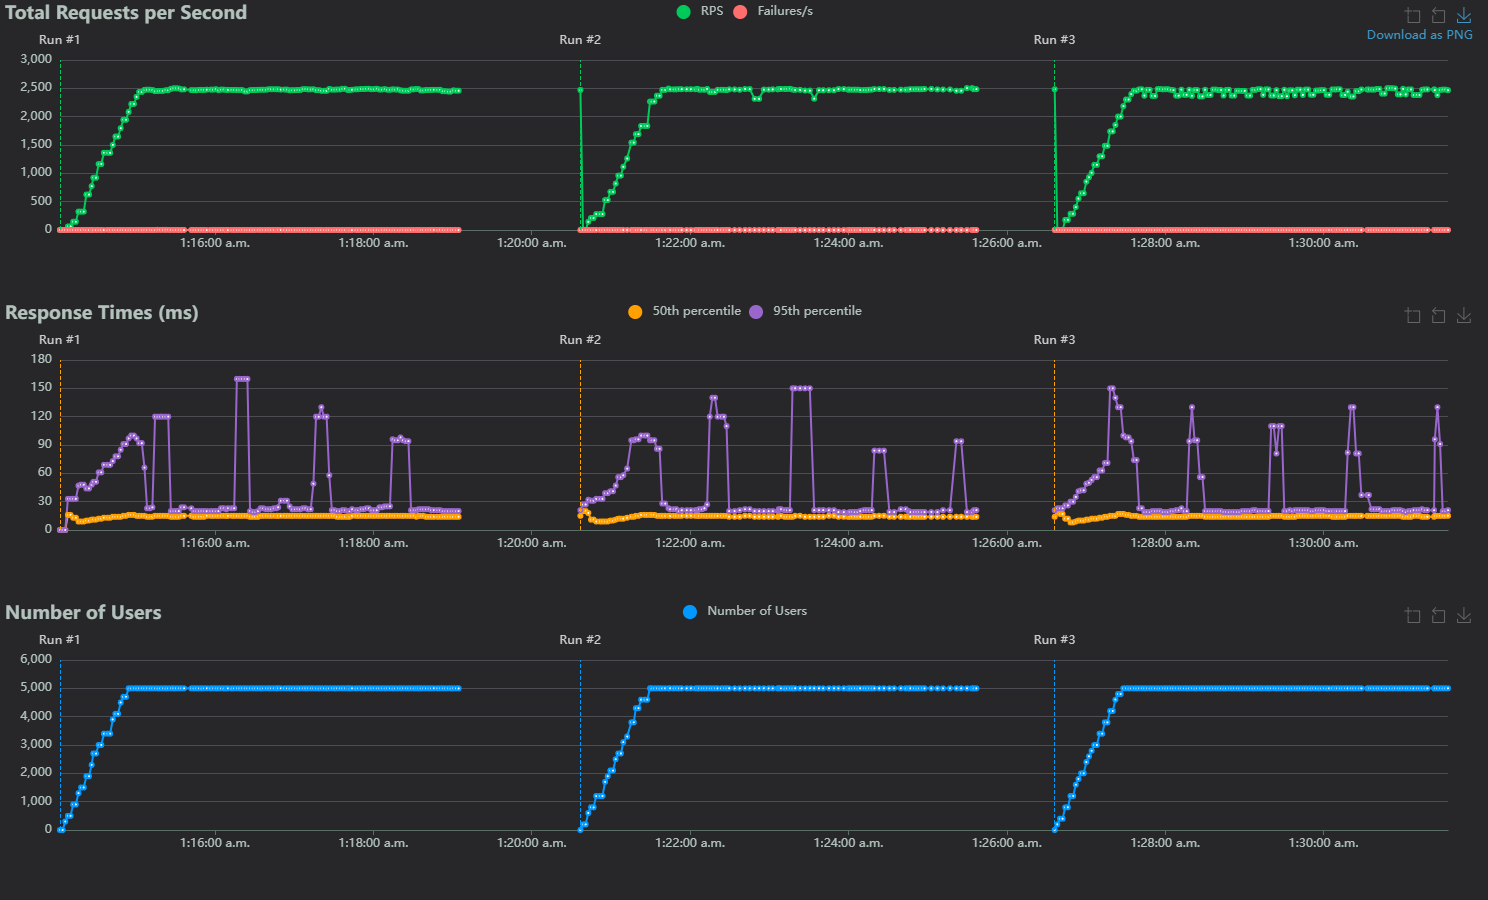 Total Requests per Second
RPS Failures/s
Download as PNG
Run #1 Run #2 Run #3
3,000
2,500
2,000
1,500
1,000
500
0
1:16:00 a.m. 1:18:00 a.m. 1:20:00 a.m. 1:22:00 a.m. 1:24:00 a.m. 1:26:00 a.m. 1:28:00 a.m. 1:30:00 a.m.
Response Times (ms)
50th percentile 95th percentile
Run #1 Run #2 Run #3
180
150
120
90
60
30
0
1:16:00 a.m. 1:18:00 a.m. 1:20:00 a.m. 1:22:00 a.m. 1:24:00 a.m. 1:26:00 a.m. 1:28:00 a.m. 1:30:00 a.m.
Number of Users
Number of Users
Run #1 Run #2 Run #3
6,000
5,000
4,000
3,000
2,000
1,000
0
1:16:00 a.m. 1:18:00 a.m. 1:20:00 a.m. 1:22:00 a.m. 1:24:00 a.m. 1:26:00 a.m. 1:28:00 a.m. 1:30:00 a.m.